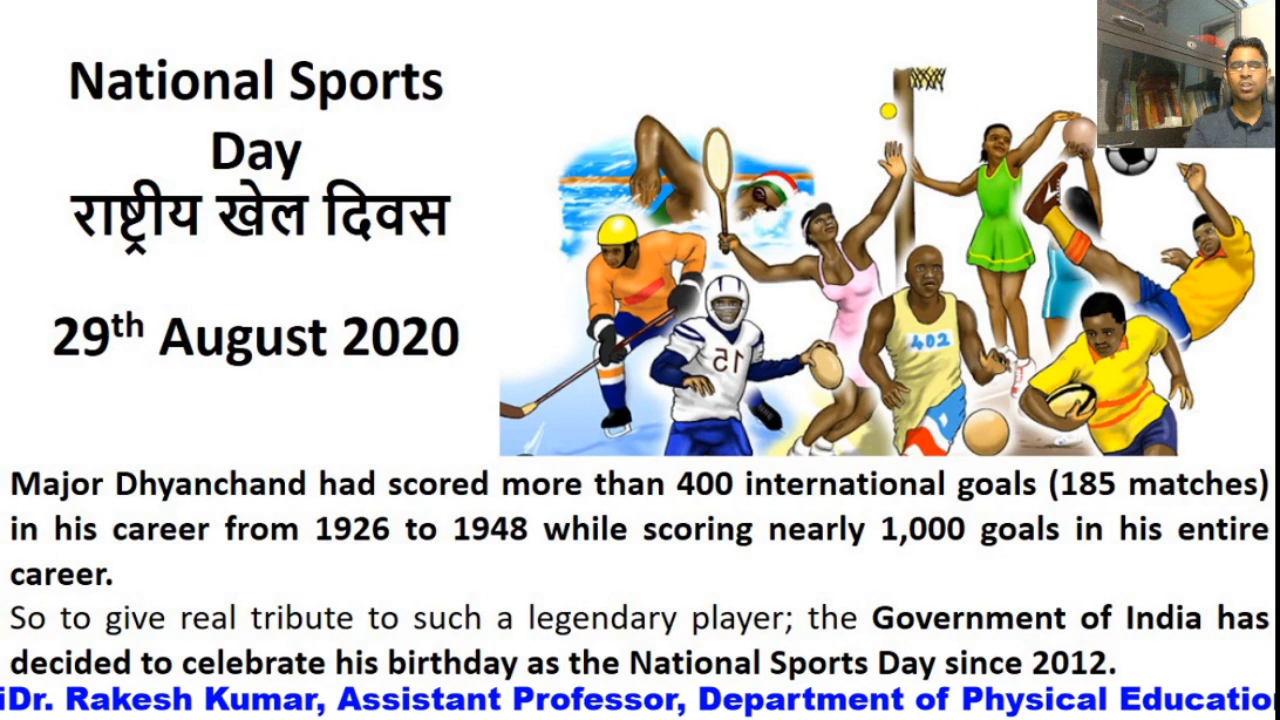 National Sports
Day
राष्ट्रीय खेल दिवस
29th August 2020
402
15
Major Dhyanchand had scored more than 400 international goals (185 matches)
in his career from 1926 to 1948 while scoring nearly 1,000 goals in his entire
career.
So to give real tribute to such a legendary player; the Government of India has
decided to celebrate his birthday as the National Sports Day since 2012.
iDr. Rakesh Kumar, Assistant Professor, Department of Physical Educatio